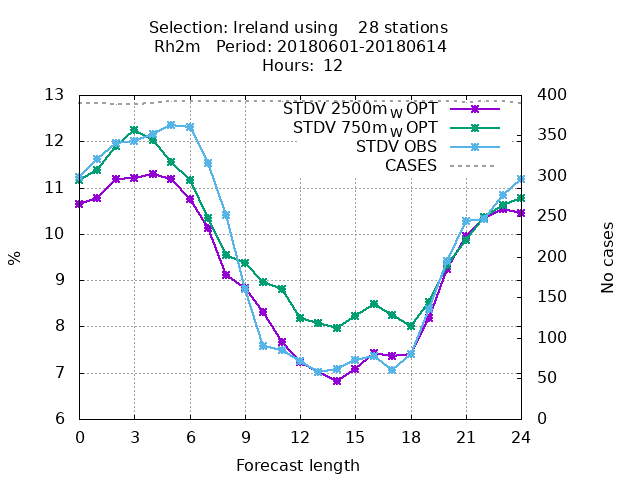 Selection: Ireland using    28 stations
Rh2m   Period: 20180601-20180614
Hours:  12
13 400
12 350
11 300
10 250
9 200
8 150
7 100
6 50
0
STDV 2500m_W OPT
STDV 750m_W OPT
STDV OBS
CASES
%
No cases
0 3 6 9 12 15 18 21 24
Forecast length